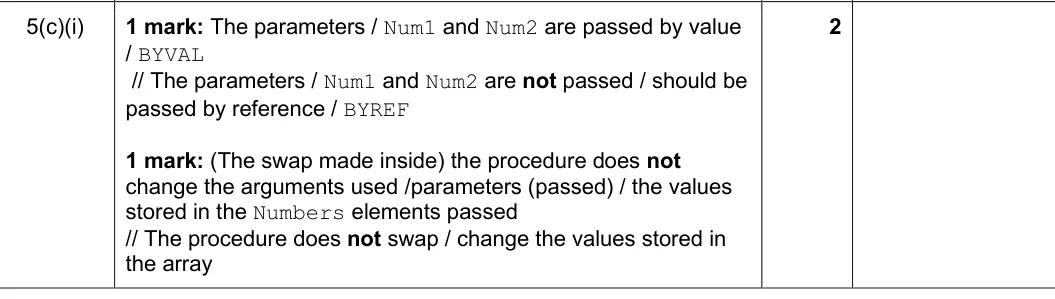 5(c)(i) 1 mark: The parameters / Num1 and Num2 are passed by value 2
/ BYVAL
// The parameters / Num1 and Num2 are not passed / should be
passed by reference / BYREF
1 mark: (The swap made inside) the procedure does not
change the arguments used /parameters (passed) / the values
stored in the Numbers elements passed
// The procedure does not swap / change the values stored in
the array